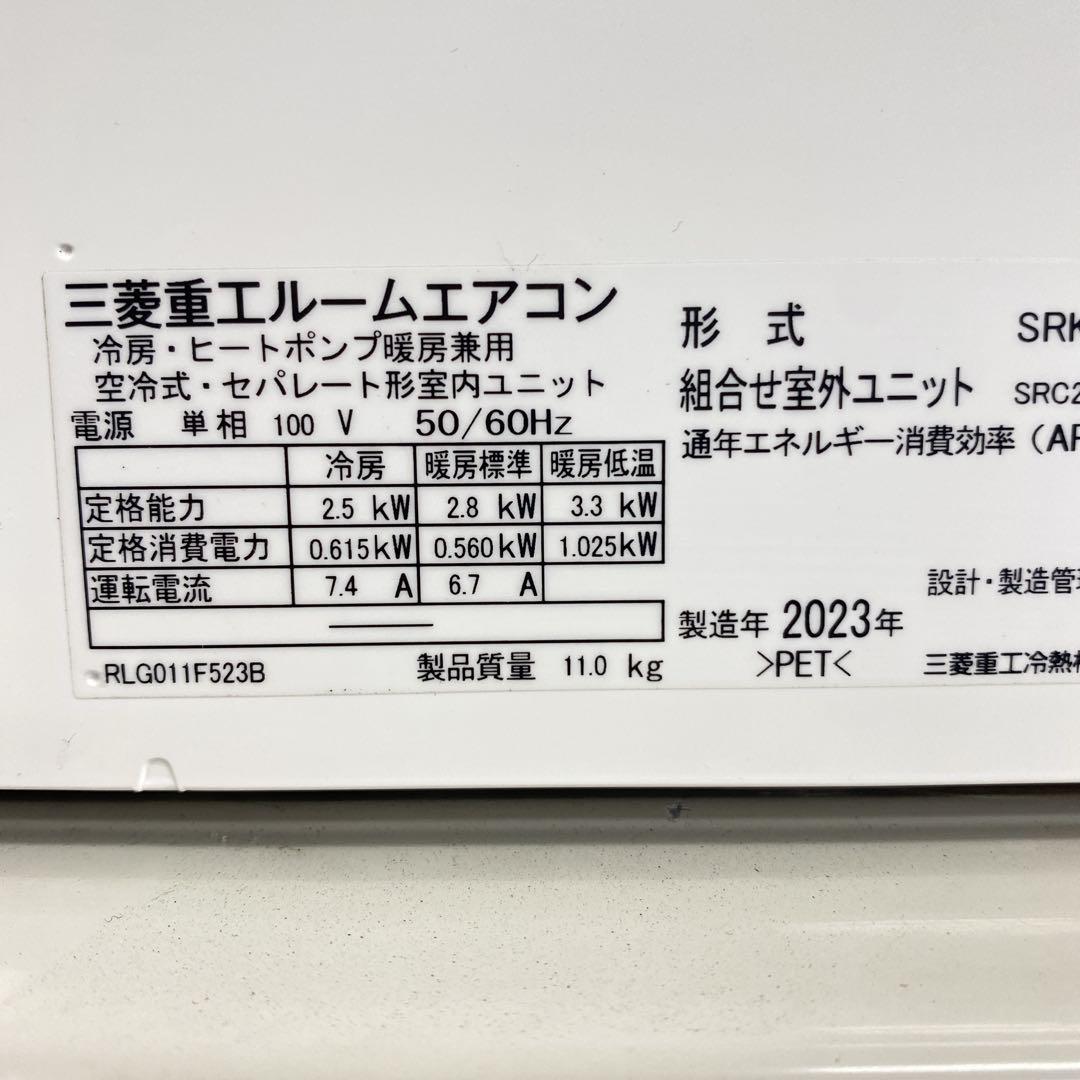 三菱重工ルームエアコン
冷房・ヒートポンプ暖房兼用
空冷式・セパレート形室内ユニット
電源 単相 100 V 50/60Hz
冷房 暖房標準 暖房低温
定格能力 2.5 kW 2.8 kW 3.3 kW
定格消費電力 0.615kW 0.560kW 1.025kW
運転電流 7.4 A 6.7 A
RLG011F523B 製品質量 11.0 kg
形式 SRK
組合せ室外ユニット SRC2
通年エネルギー消費効率(AP
設計・製造管理
製造年 2023年
>PET< 三菱重工冷熱